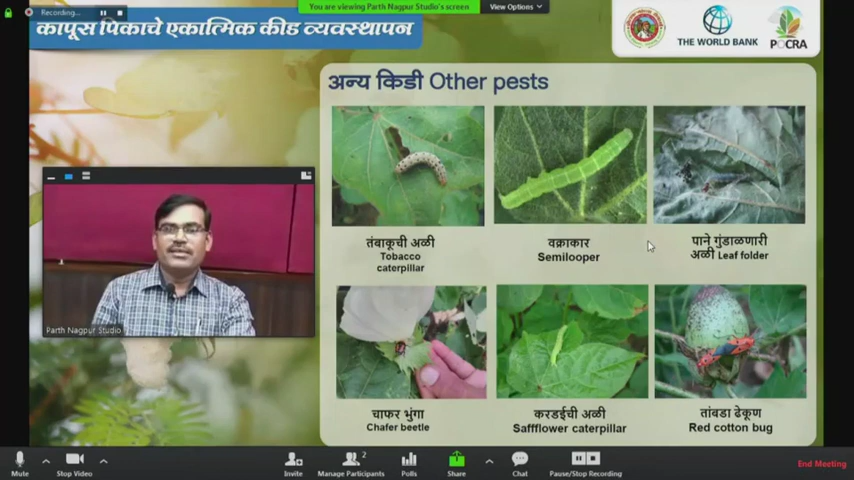 Recording...
You are viewing Parth Nagpur Studio's screen
View Options
कापूस पिकाचे एकात्मिक कीड व्यवस्थापन
THE WORLD BANK
POCRA
अन्य किडी Other pests
तंबाकूची अळी
Tobacco
caterpillar
वक्राकार
Semilooper
पाने गुंडाळणारी
अळी Leaf folder
Parth Nagpur Studio
चाफर भुंगा
Chafer beetle
करडईची अळी
Saffflower caterpillar
तांबडा ढेकूण
Red cotton bug
Mute
Stop Video
Invite
2
Manage Participants
Polls
Share
Chat
Pause/Stop Recording
End Meeting